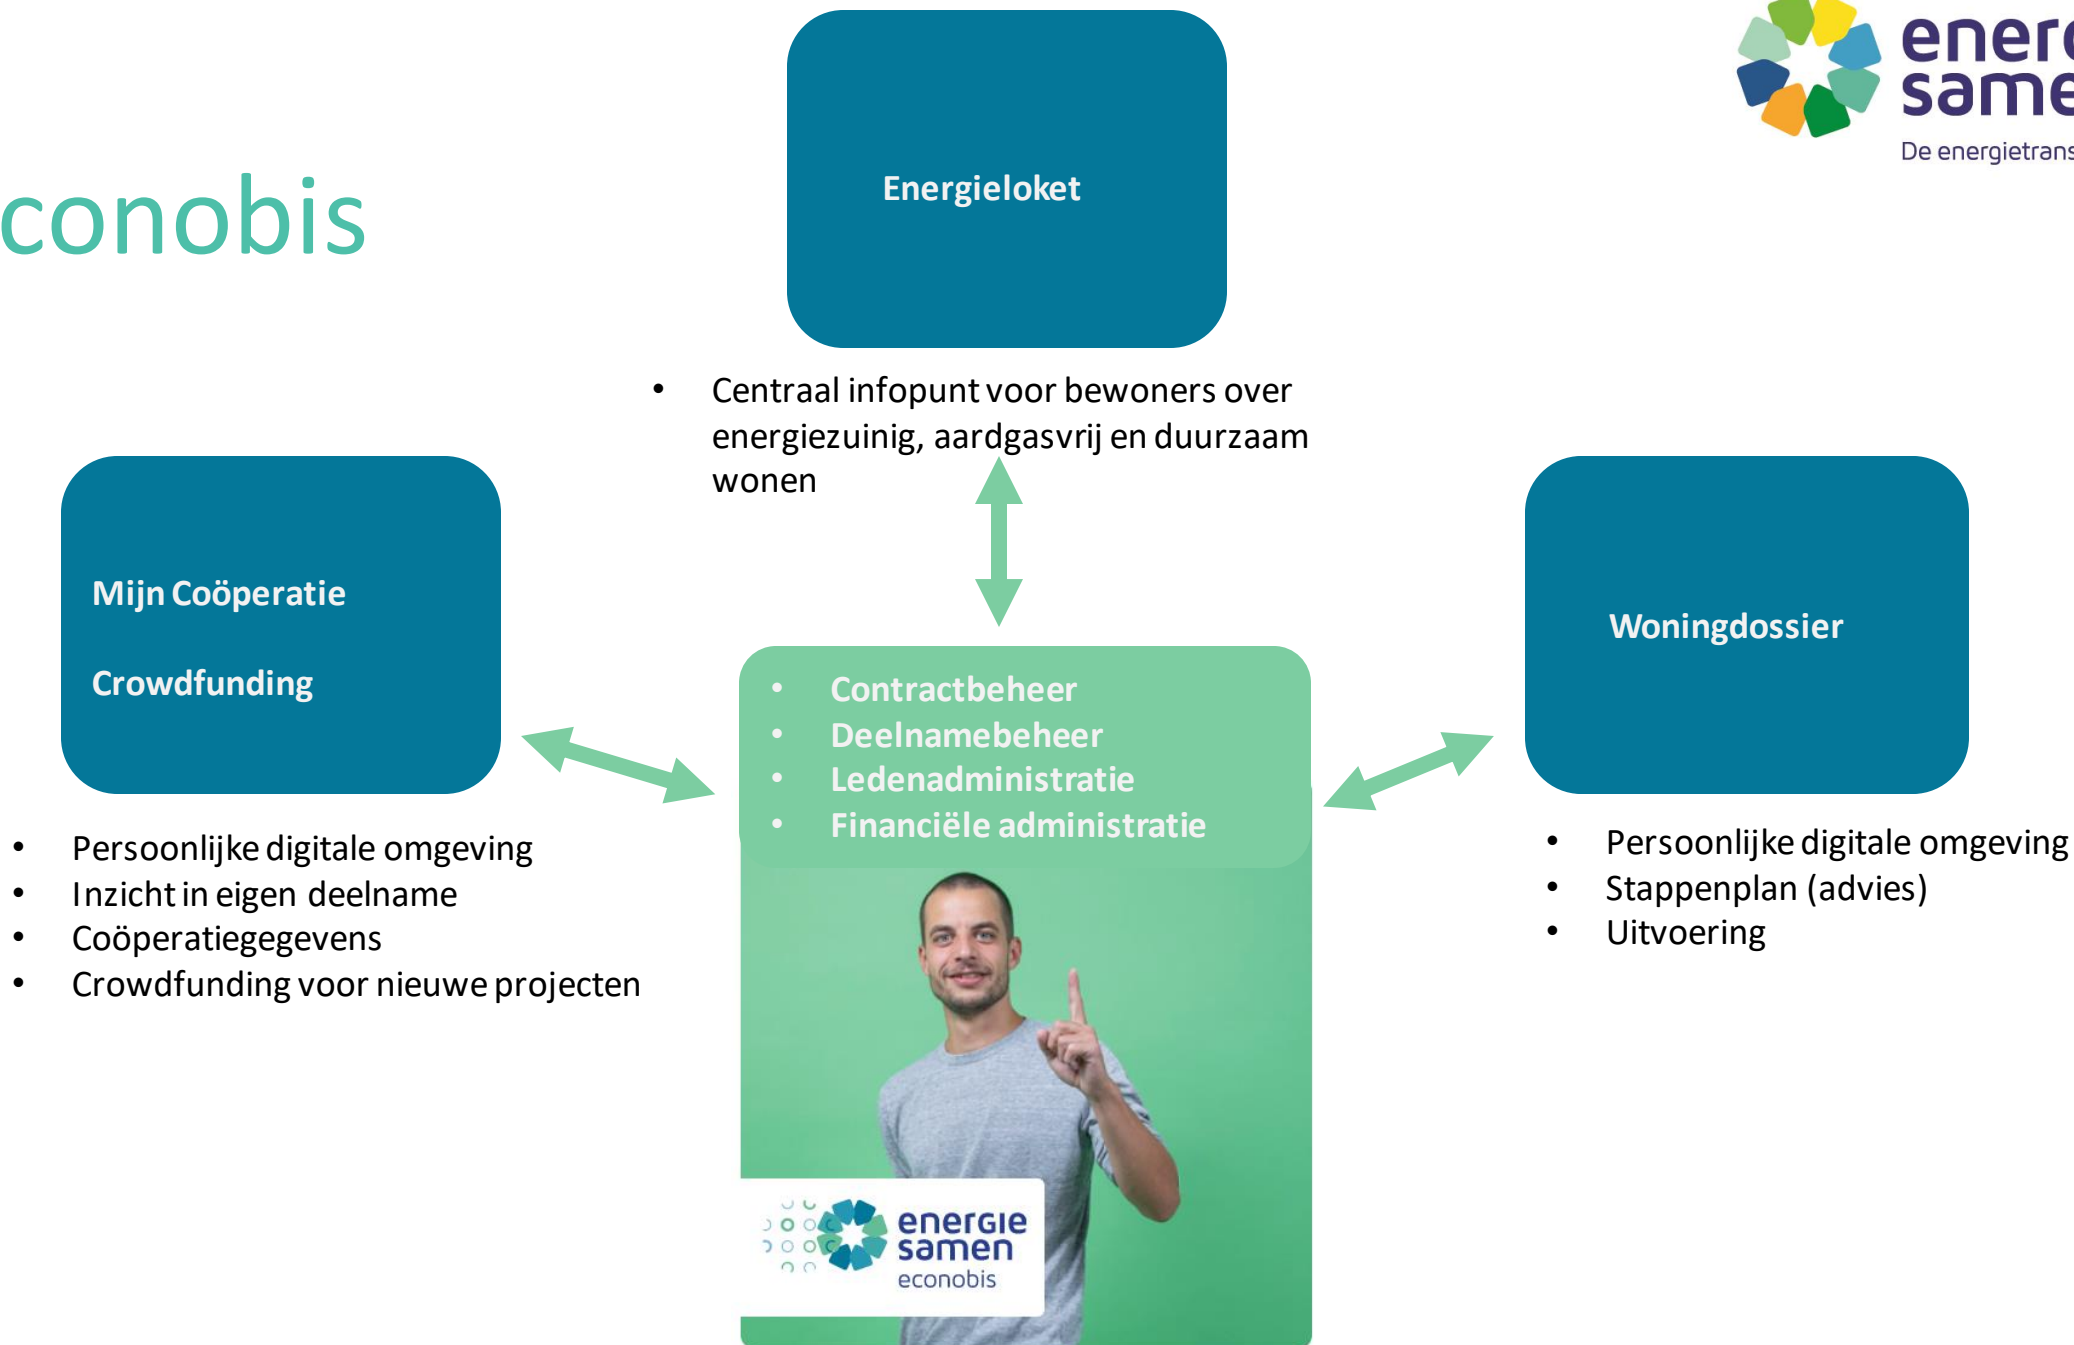 conobis
Energieloket
energ
same
De energietrans
• Centraal infopunt voor bewoners over
energiezuinig, aardgasvrij en duurzaam
wonen
Mijn Coöperatie
Crowdfunding
• Persoonlijke digitale omgeving
• Inzicht in eigen deelname
• Coöperatiegegevens
• Crowdfunding voor nieuwe projecten
• Contractbeheer
• Deelnamebeheer
• Ledenadministratie
• Financiële administratie
energie
samen
econobis
Woningdossier
• Persoonlijke digitale omgeving
• Stappenplan (advies)
• Uitvoering